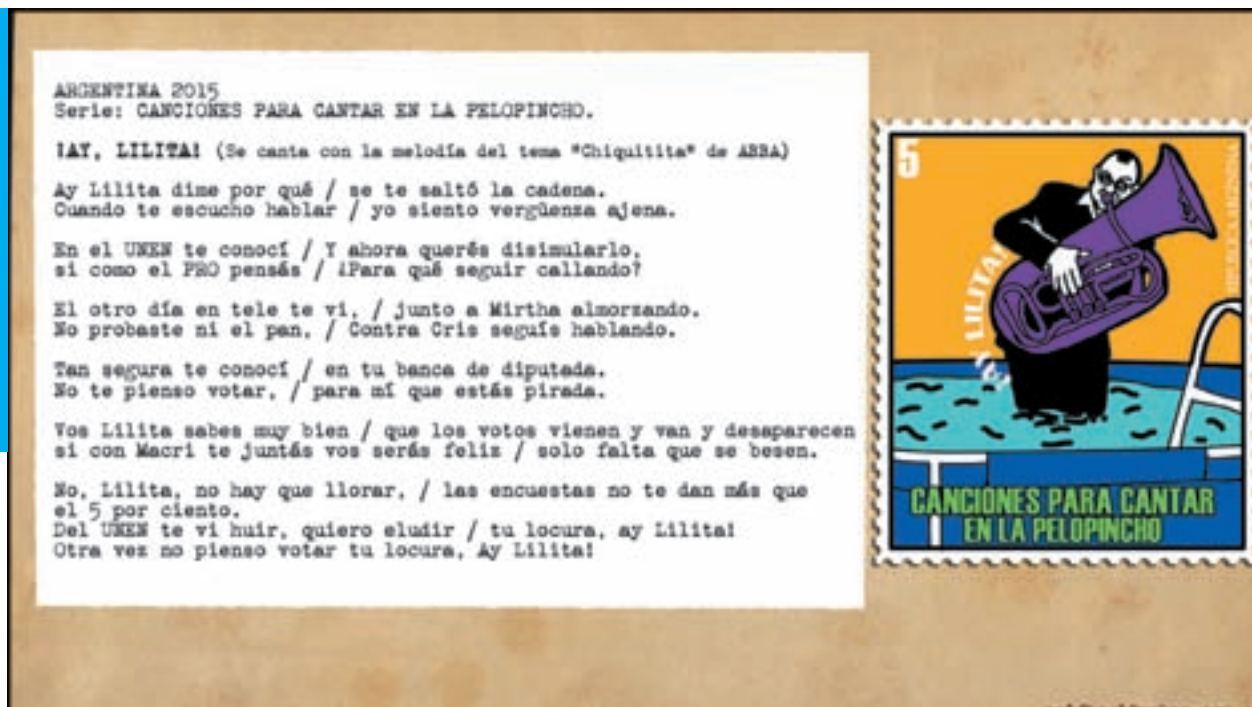 ARGENTINA 2015
Serie: CANCIONES PARA CANTAR EN LA PELOPINCHO.
¡AY, LILITA! (Se canta con la melodía del tema "Chiquitita" de ABBA)
Ay Lilita dime por qué / se te saltó la cadena.
Cuando te escucho hablar / yo siento vergüenza ajena.
En el UNEN te conocí / Y ahora querés disimularlo,
si como el PRO pensás / ¿Para qué seguir callando?
El otro día en tele te vi, / junto a Mirtha almorzando.
No probaste ni el pan, / Contra Cris seguís hablando.
Tan segura te conocí / en tu banca de diputada.
No te pienso votar, / para mí que estás pirada.
Vos Lilita sabes muy bien / que los votos vienen y van y desaparecen
si con Macri te juntás vos serás feliz / solo falta que se besen.
No, Lilita, no hay que llorar, / las encuestas no te dan más que
el 5 por ciento.
Del UNEN te vi huir, quiero eludir / tu locura, ay Lilita!
Otra vez no pienso votar tu locura, Ay Lilita!
5
¡AY LILITA!
CANCIONES PARA CANTAR
EN LA PELOPINCHO